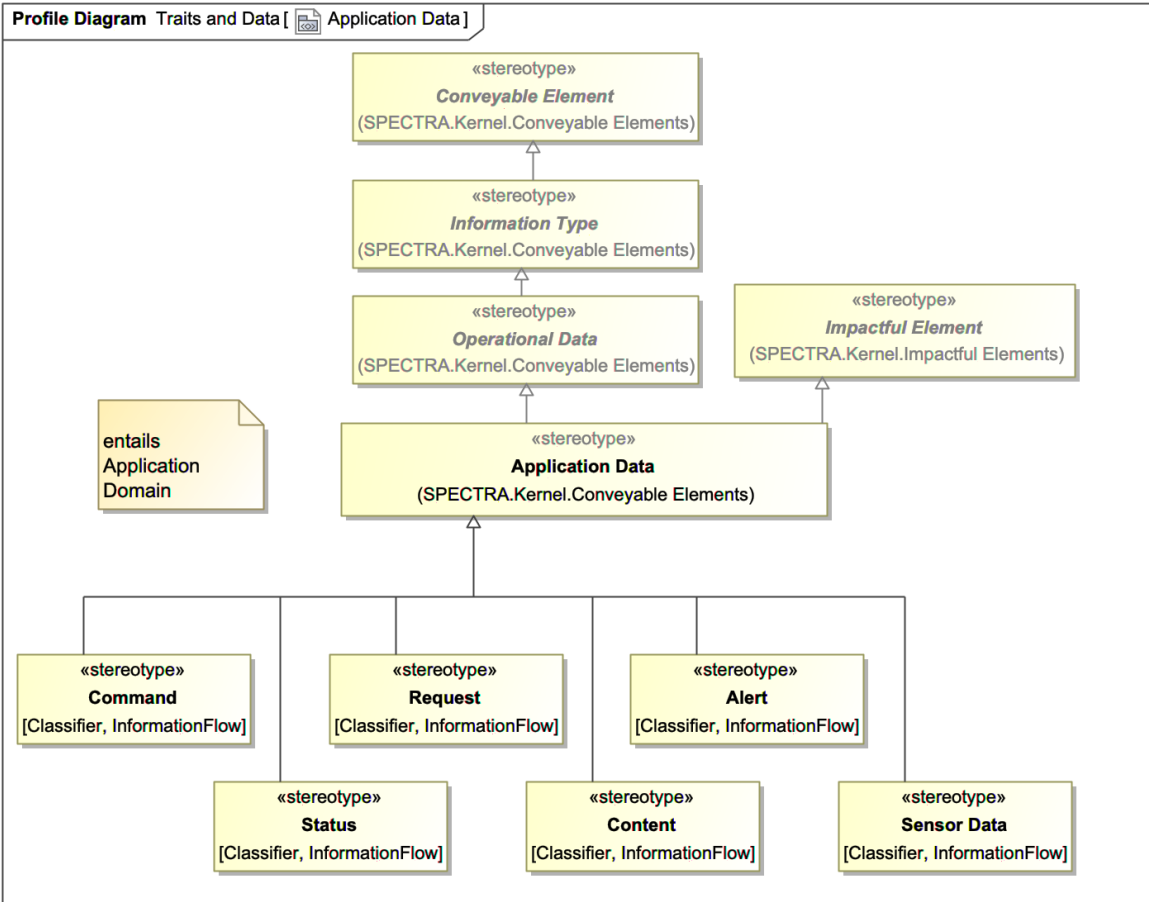 Profile Diagram Traits and Data [ Application Data ]
«stereotype»
Conveyable Element
(SPECTRA.Kernel.Conveyable Elements)
«stereotype»
Information Type
(SPECTRA.Kernel.Conveyable Elements)
«stereotype»
Operational Data
(SPECTRA.Kernel.Conveyable Elements)
«stereotype»
Impactful Element
(SPECTRA.Kernel.Impactful Elements)
entails
Application
Domain
«stereotype»
Application Data
(SPECTRA.Kernel.Conveyable Elements)
«stereotype»
Command
[Classifier, InformationFlow]
«stereotype»
Request
[Classifier, InformationFlow]
«stereotype»
Alert
[Classifier, InformationFlow]
«stereotype»
Status
[Classifier, InformationFlow]
«stereotype»
Content
[Classifier, InformationFlow]
«stereotype»
Sensor Data
[Classifier, InformationFlow]